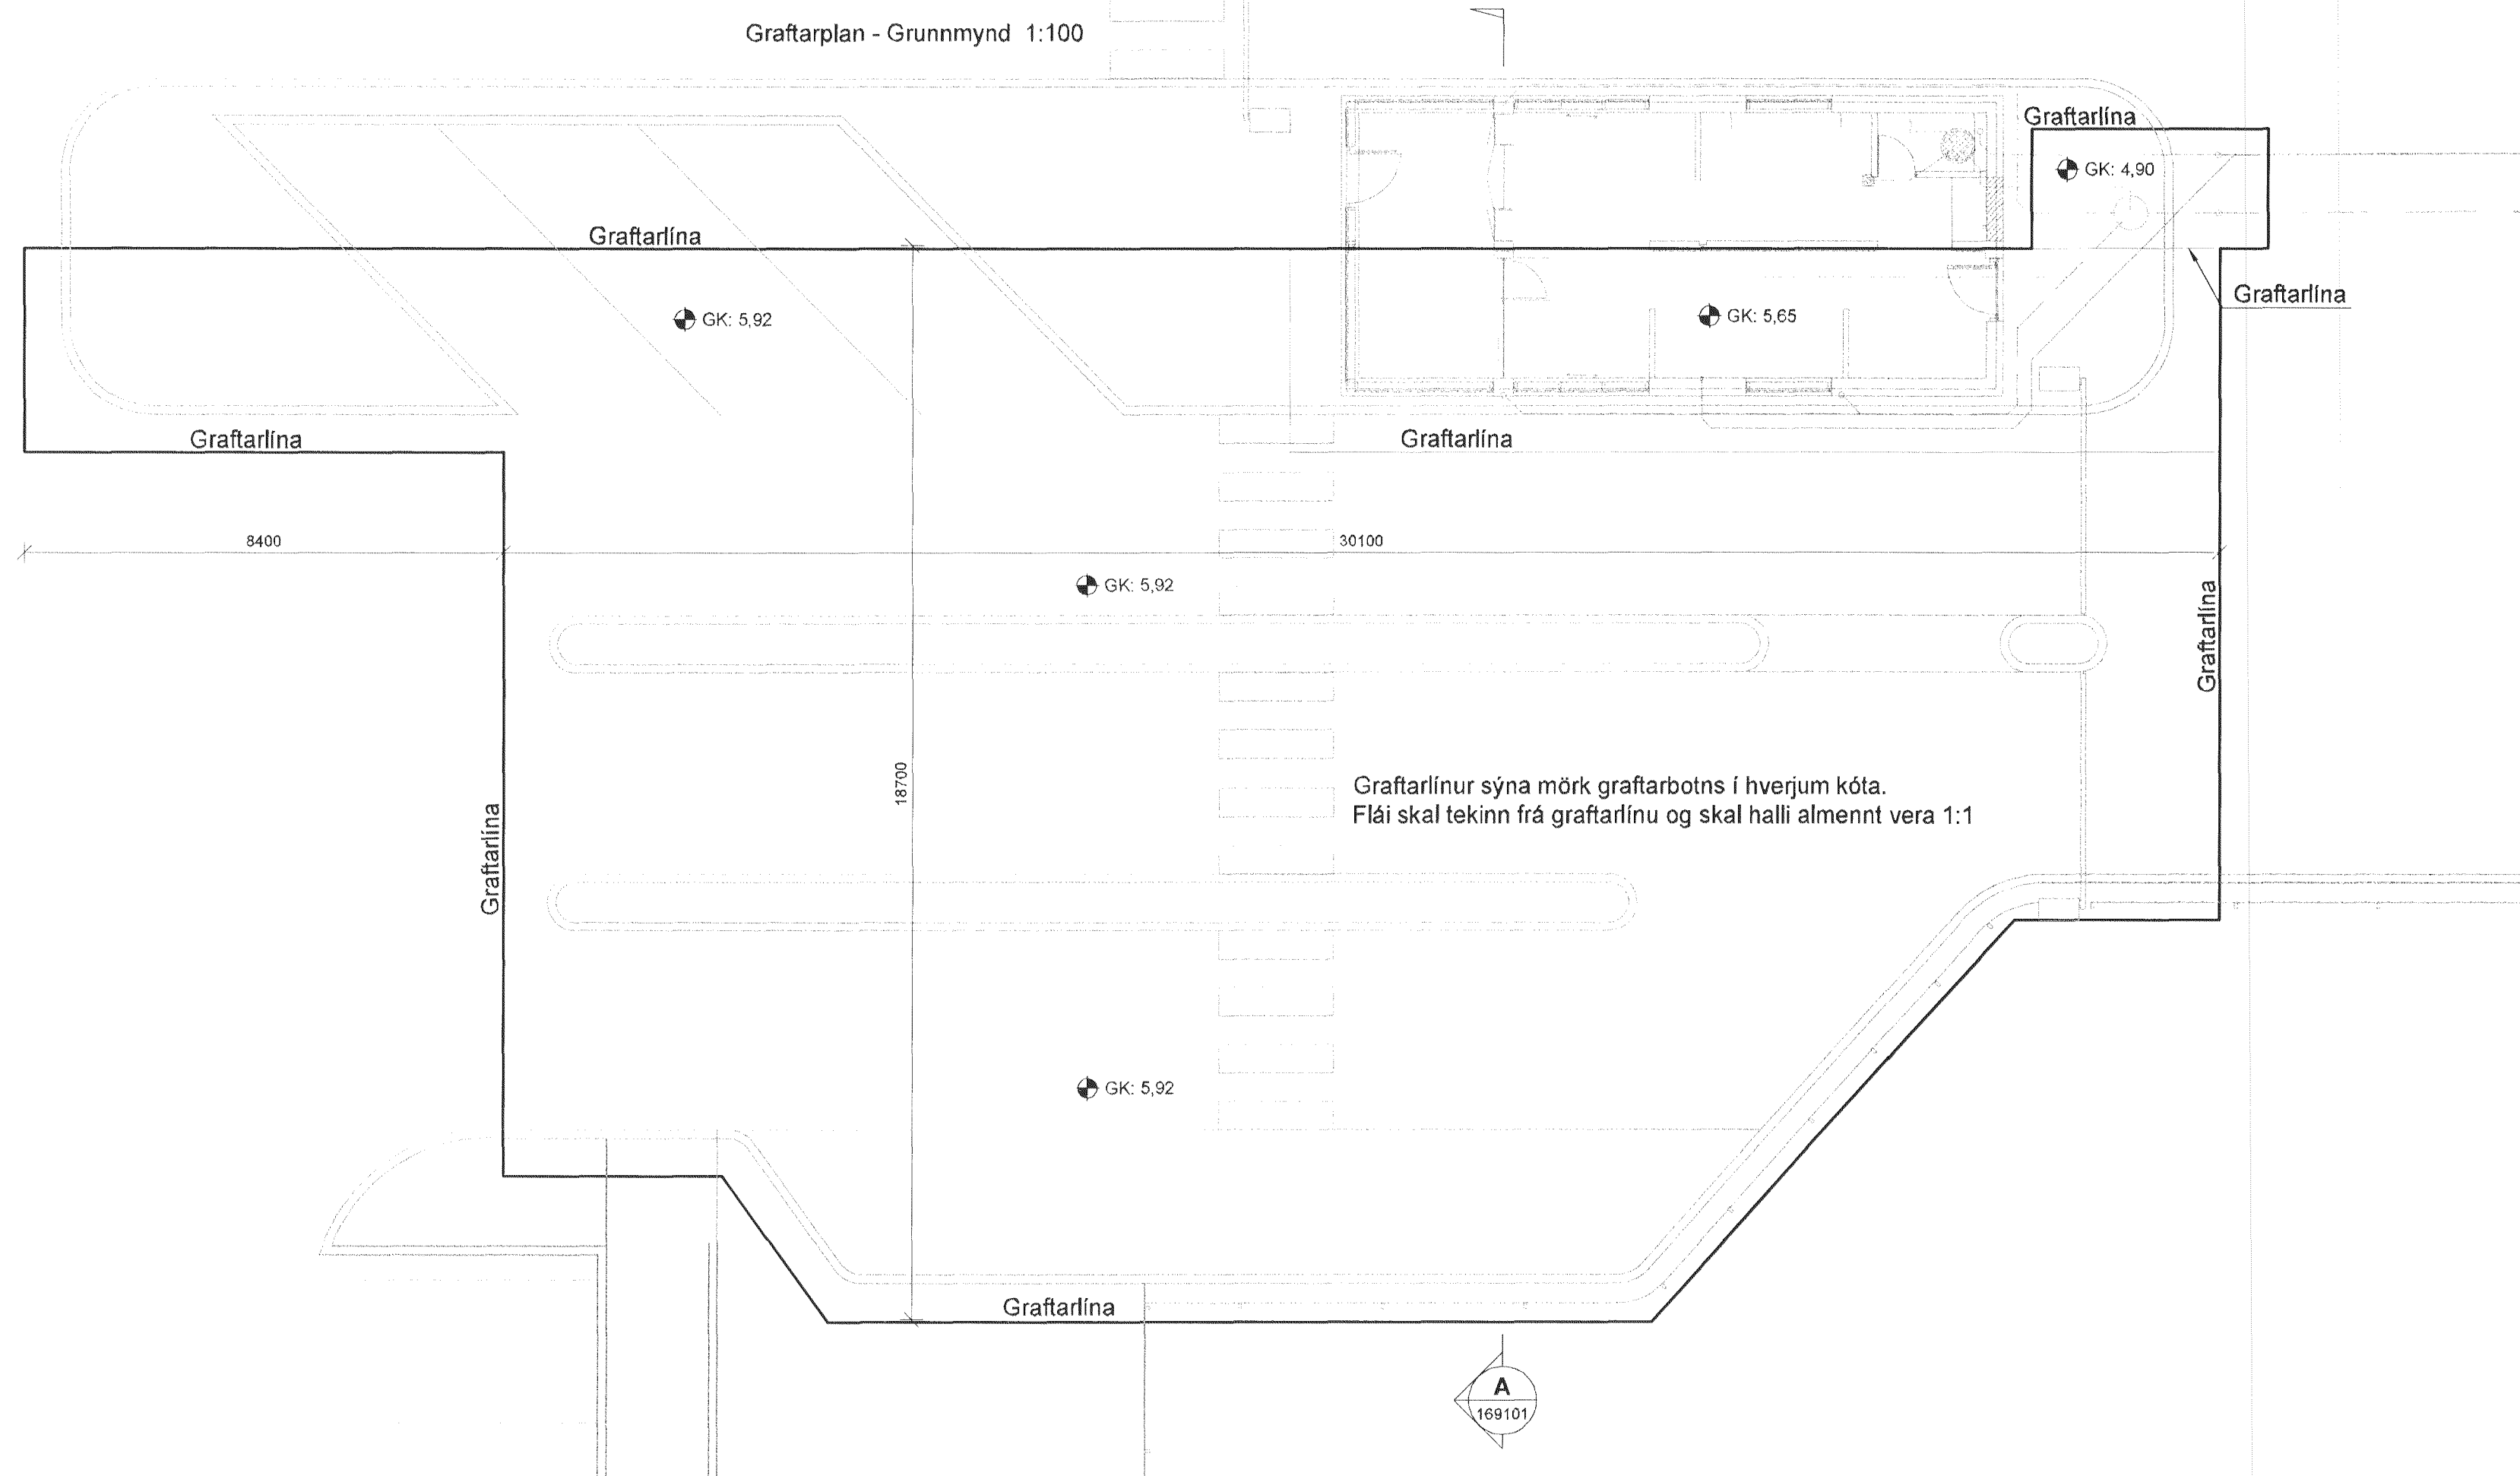 Graftarplan - Grunnmynd 1:100
Graftarlína
GK: 4,90
Graftarlína
Graftarlína
GK: 5,92
GK: 5,65
Graftarlína
Graftarlína
8400
30100
GK: 5,92
Graftarlína
18700
Graftarlínur sýna mörk graftarbotns í hverjum kóta.
Flái skal tekinn frá graftarlínu og skal halli almennt vera 1:1
Graftarlína
GK: 5,92
Graftarlína
A
169101